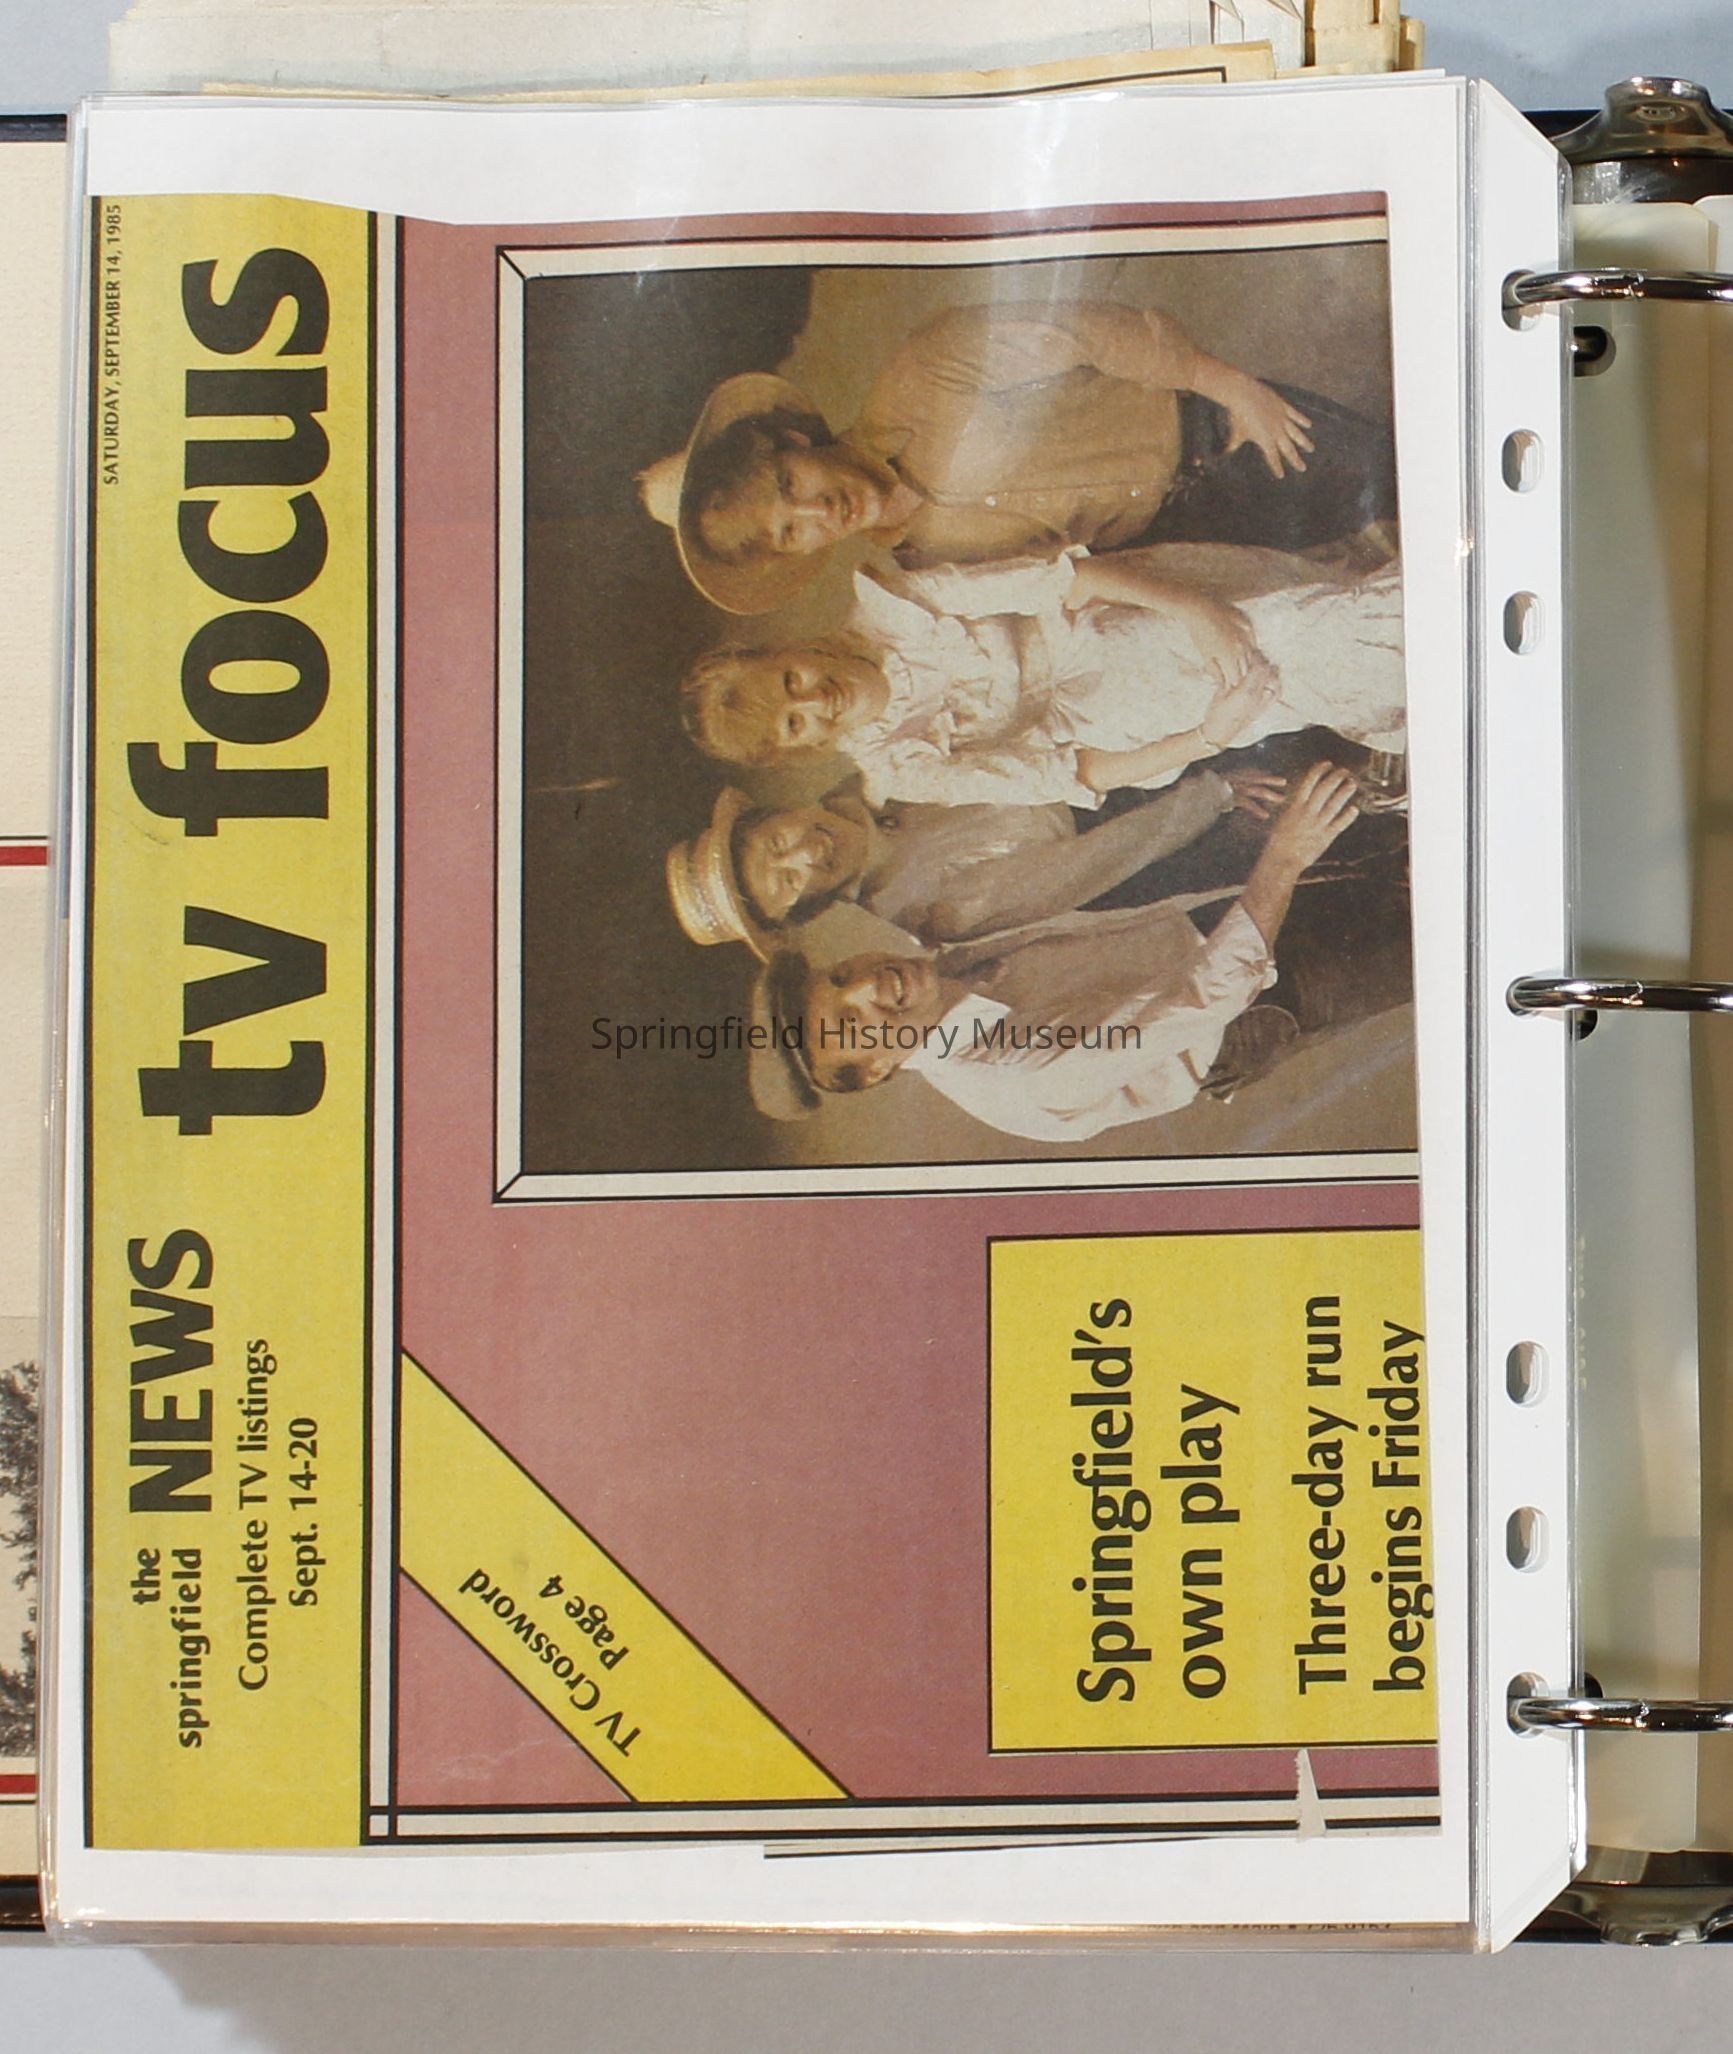 SATURDAY, SEPTEMBER 14, 1985
the
springfield NEWS tv focus
Complete TV listings
Sept. 14-20
TV Crossword
Page 4
Springfield's
own play
Three-day run
begins Friday
Springfield History Museum